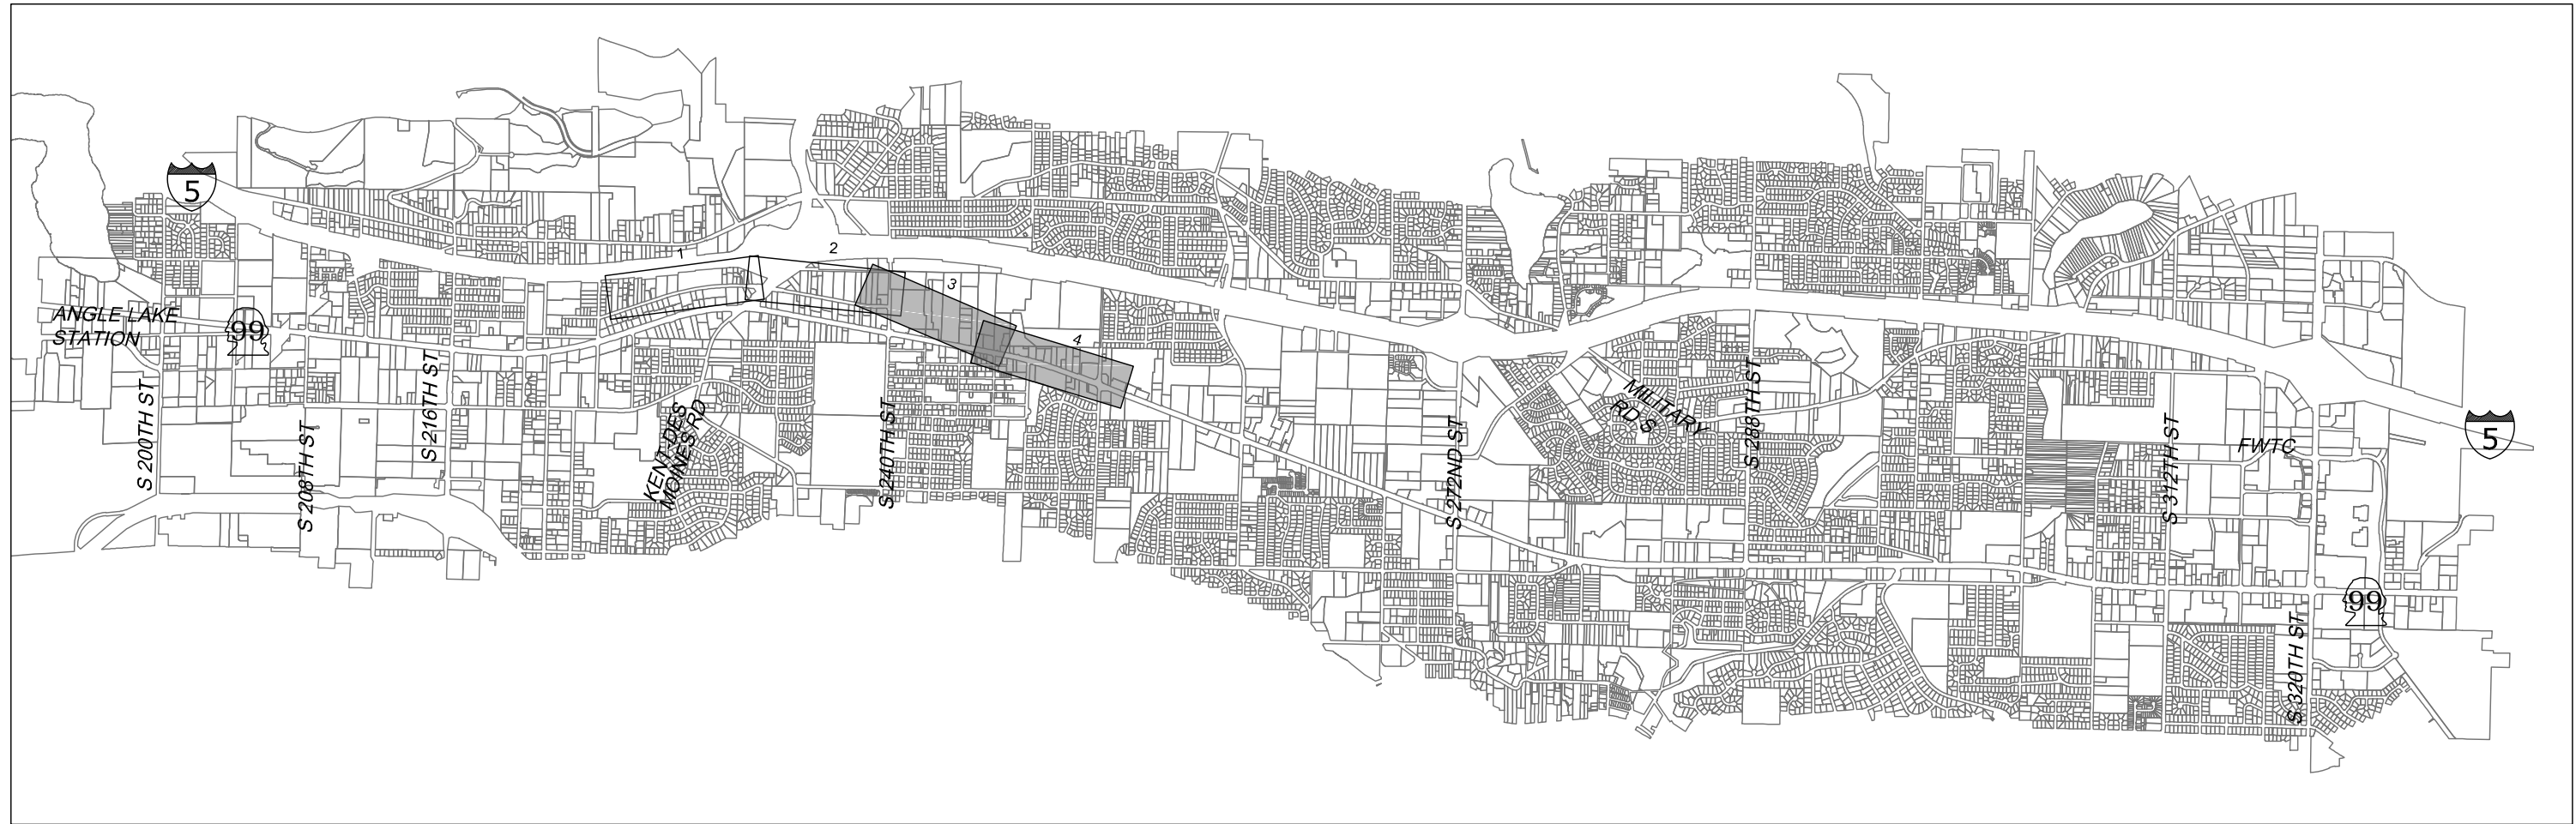 5
1
2
3
4
ANGLE LAKE
STATION
99
S 200TH ST
S 208TH ST
S 216TH ST
KENT-DES
MOINES RD
S 240TH ST
S 272ND ST
MILITARY
RD S
S 288TH ST
S 312TH ST
FWTC
5
99
S 320TH ST